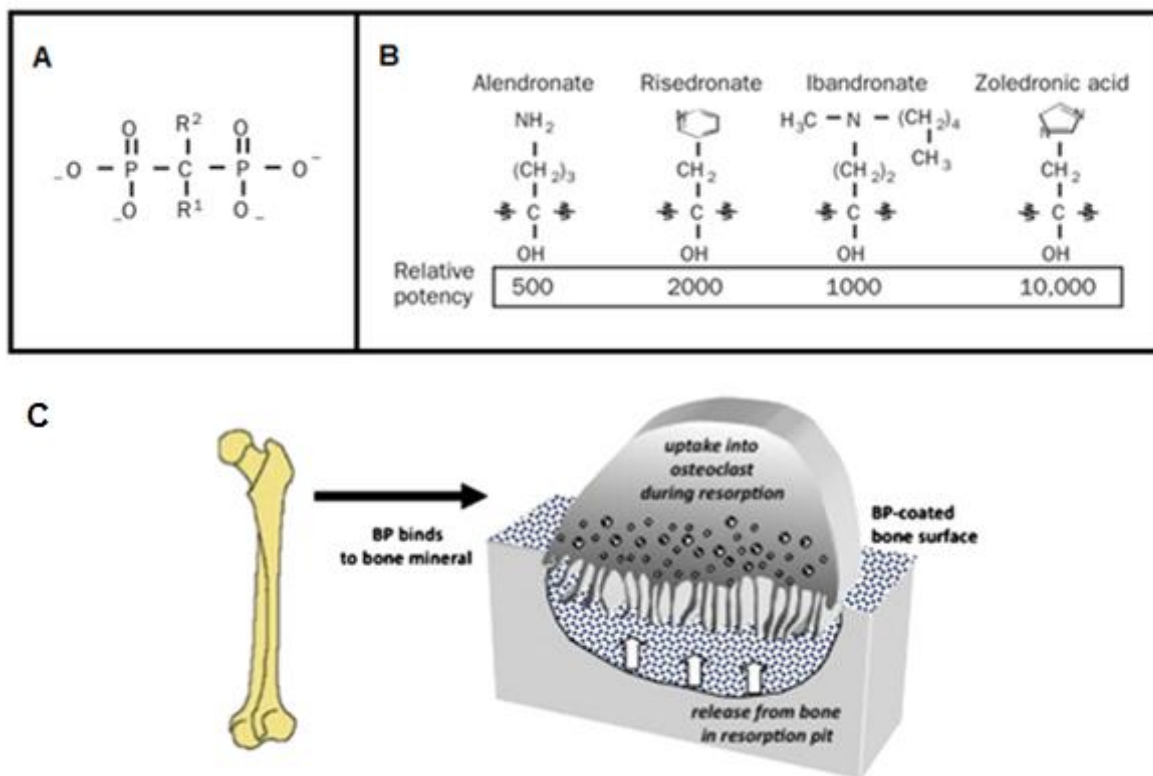 A
O R² O
⁻O – P – C – P – O⁻
⁻O R¹ O⁻
B
Alendronate Risedronate Ibandronate Zoledronic acid
NH₂ N H₃C – N – (CH₂)₄ N
(CH₂)₃ CH₂ (CH₂)₂ CH₃ N CH₂
C C C C
OH OH OH OH
Relative
potency
500 2000 1000 10,000
C
BP binds
to bone mineral
uptake into
osteoclast
during resorption
BP-coated
bone surface
release from bone
in resorption pit